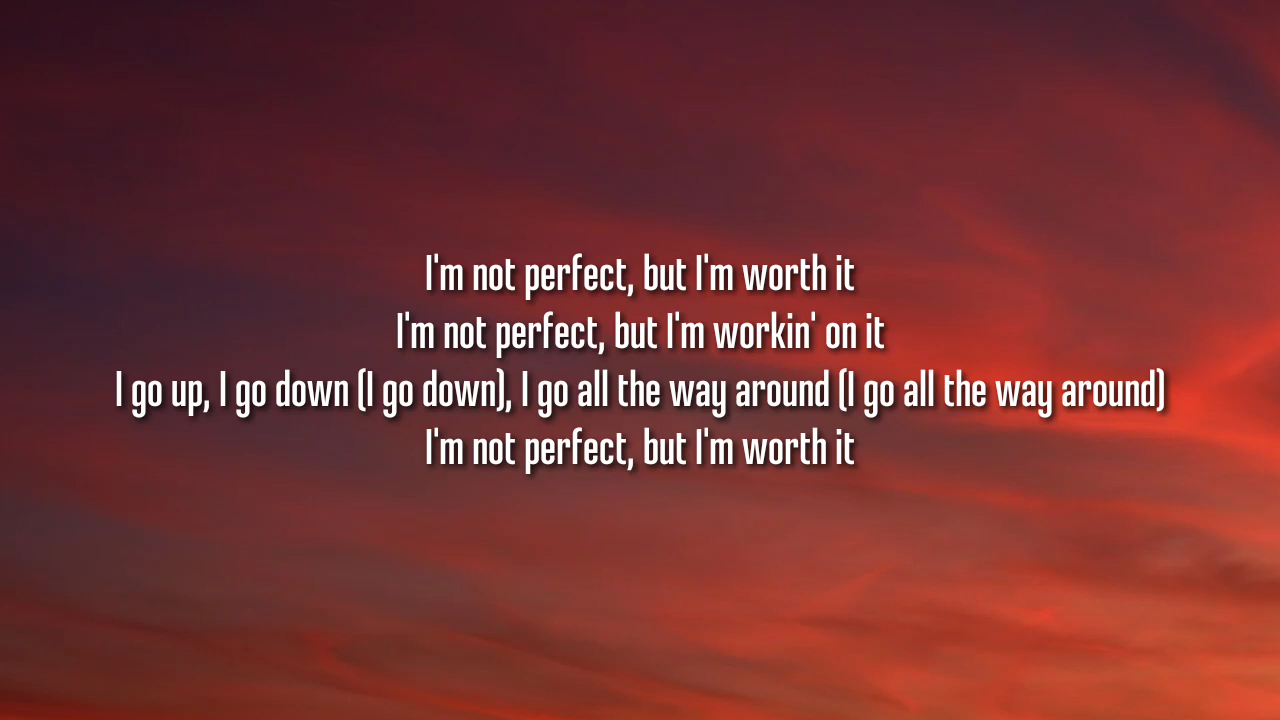 I'm not perfect, but I'm worth it
I'm not perfect, but I'm workin' on it
I go up, I go down (I go down), I go all the way around (I go all the way around)
I'm not perfect, but I'm worth it